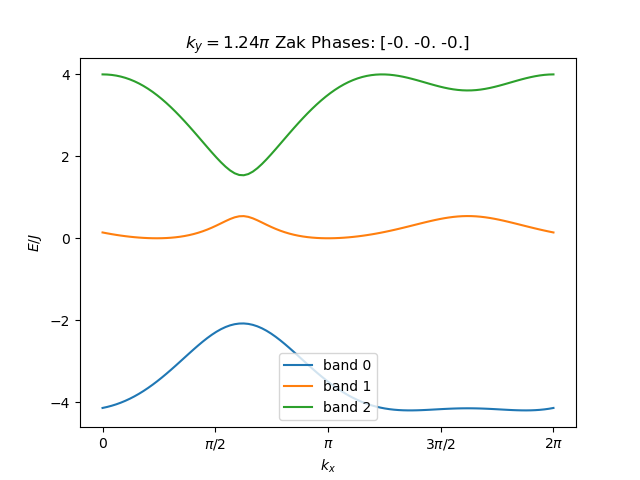 k_y = 1.24π Zak Phases: [-0. -0. -0.]
4
2
0
−2
−4
E/J
band 0
band 1
band 2
0
π/2
π
3π/2
2π
k_x